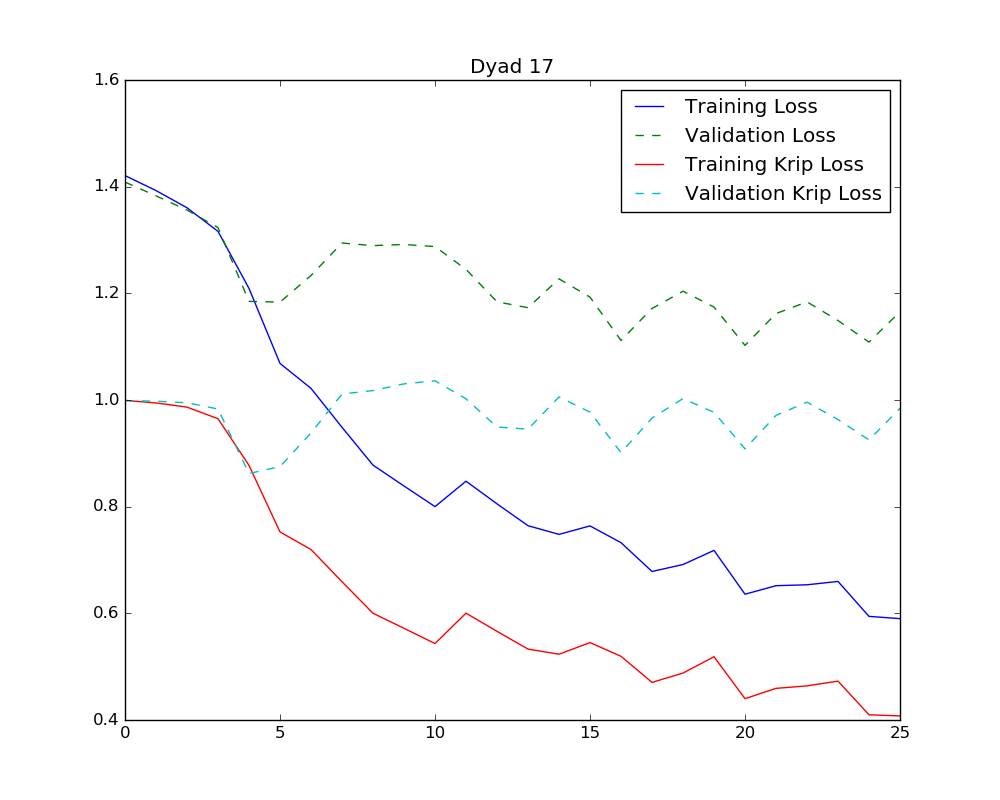 Dyad 17
1.6
1.4
1.2
1.0
0.8
0.6
0.4
Training Loss
Validation Loss
Training Krip Loss
Validation Krip Loss
0 5 10 15 20 25